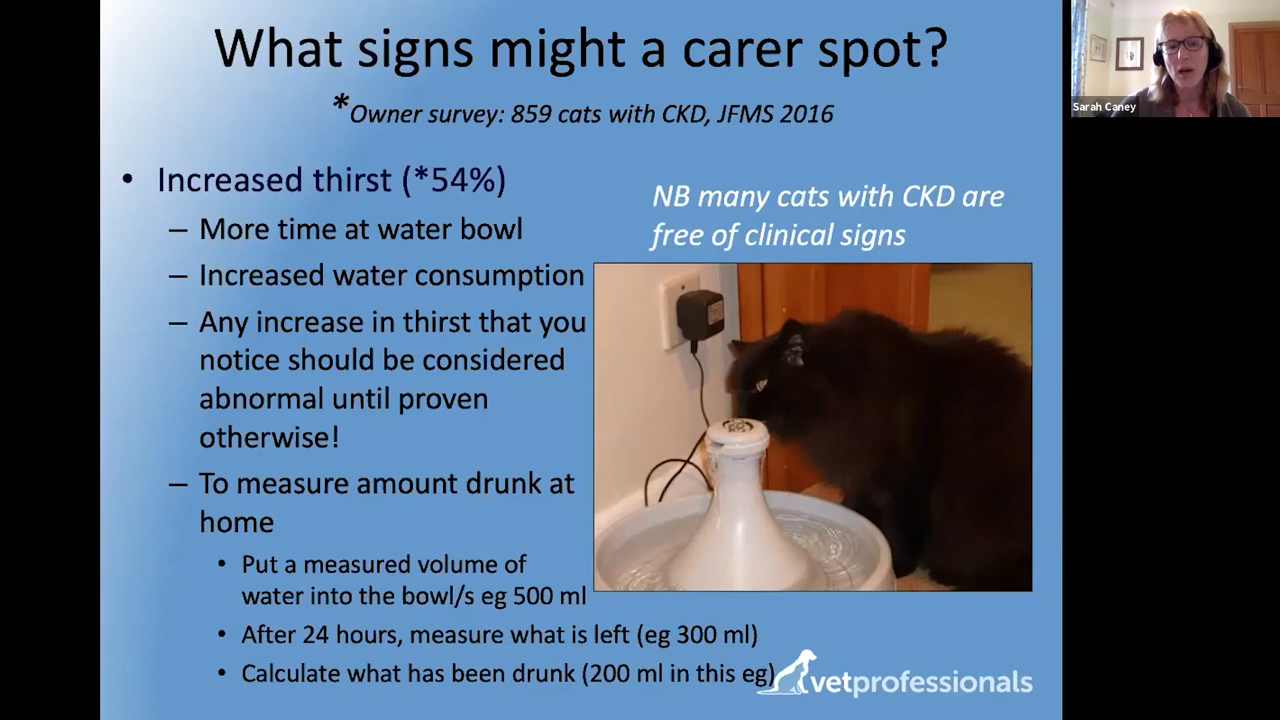 What signs might a carer spot?
*Owner survey: 859 cats with CKD, JFMS 2016
• Increased thirst (*54%)
– More time at water bowl
– Increased water consumption
– Any increase in thirst that you
notice should be considered
abnormal until proven
otherwise!
– To measure amount drunk at
home
• Put a measured volume of
water into the bowl/s eg 500 ml
• After 24 hours, measure what is left (eg 300 ml)
• Calculate what has been drunk (200 ml in this eg)
NB many cats with CKD are
free of clinical signs
vetprofessionals
Sarah Caney